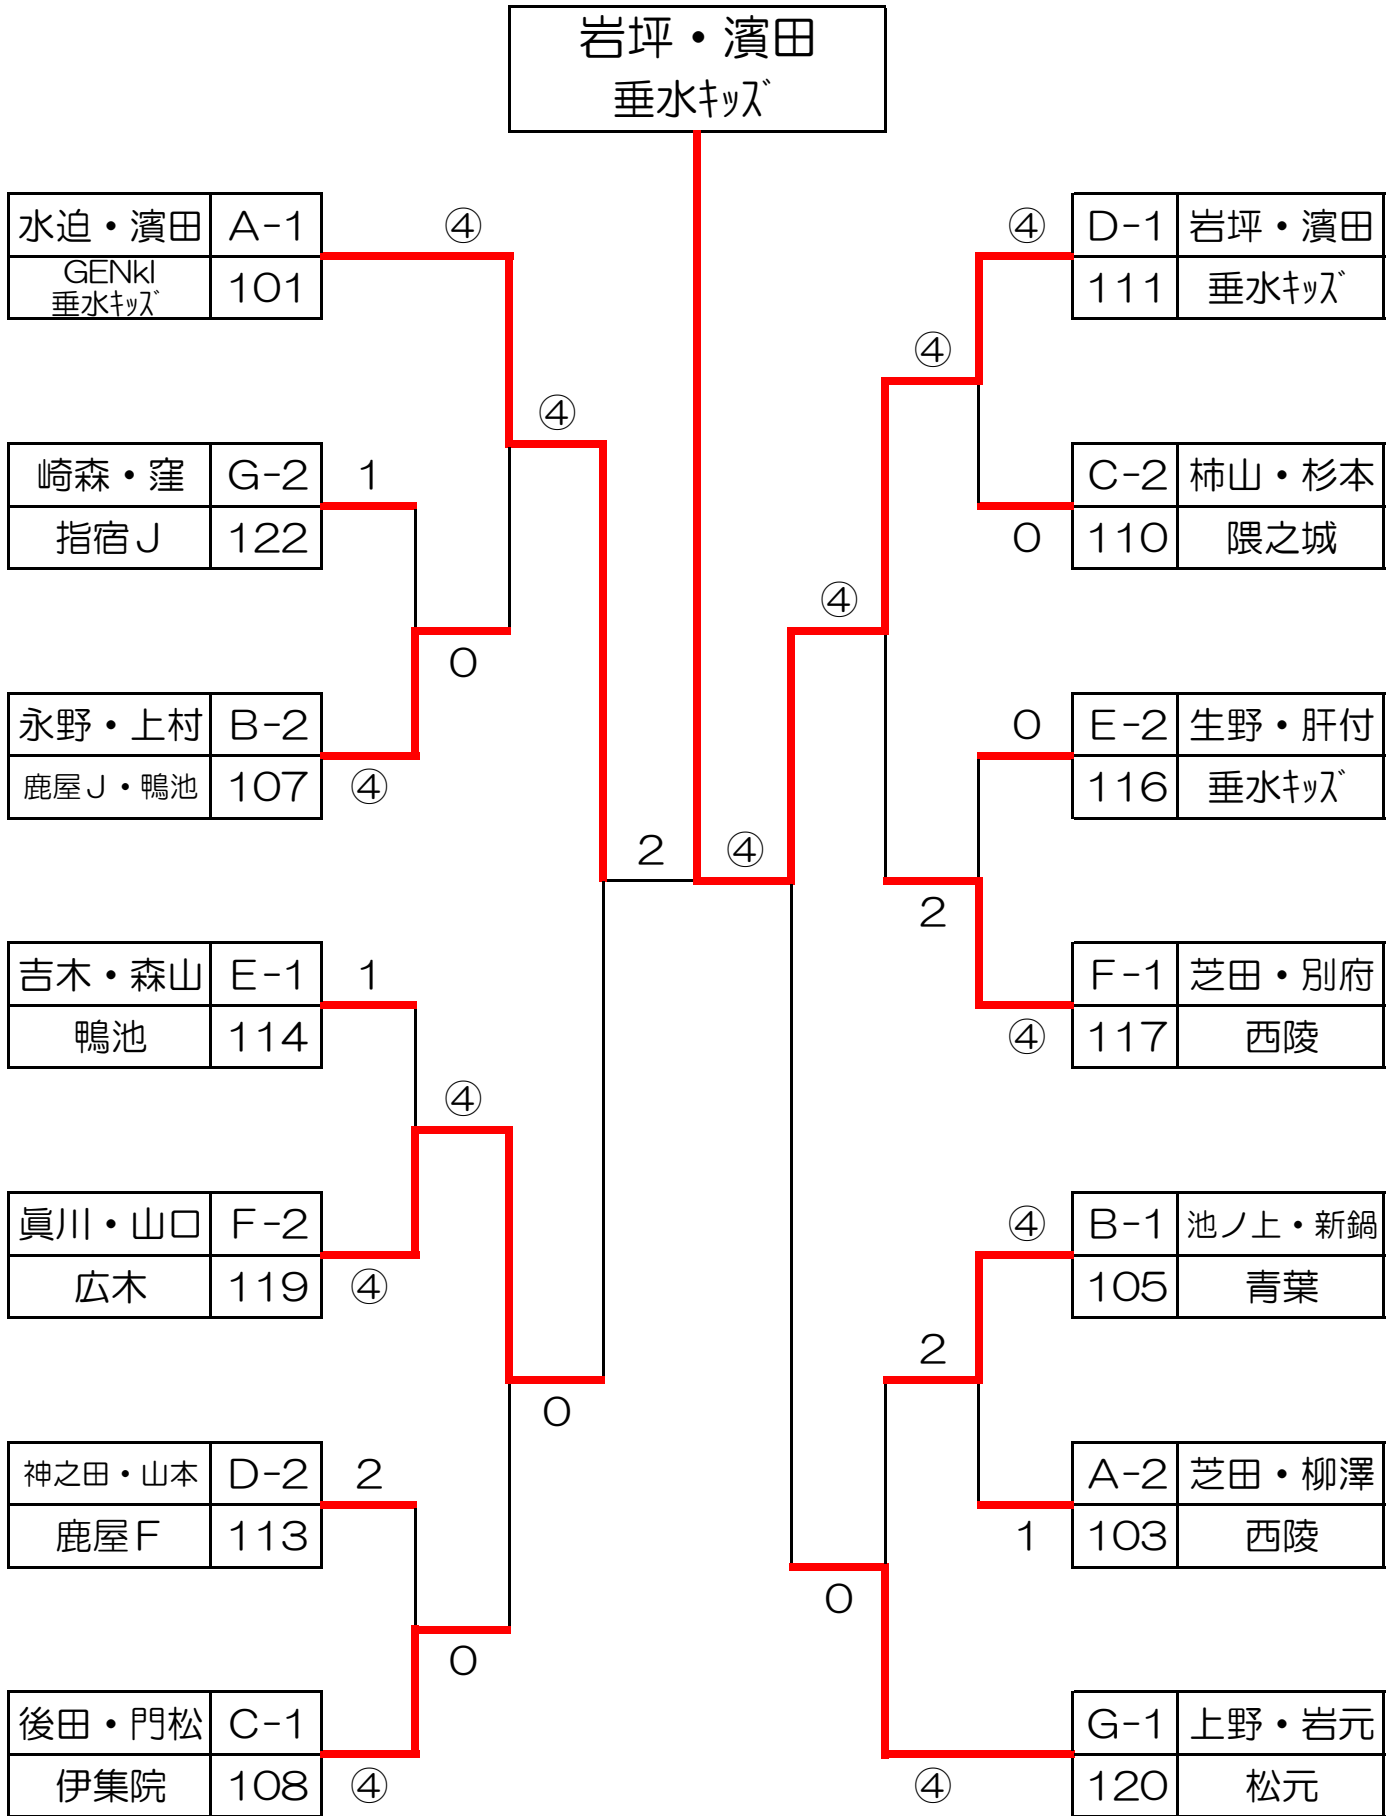 岩坪・濱田
垂水ｷｯｽﾞ
水迫・濱田 A-1
GENkI
垂水ｷｯｽﾞ
101
④
④
D-1 岩坪・濱田
111 垂水ｷｯｽﾞ
④
④
崎森・窪 G-2
指宿J 122
1
C-2 柿山・杉本
110 隈之城
0
④
0
永野・上村 B-2
鹿屋J・鴨池 107
④
0
E-2 生野・肝付
116 垂水ｷｯｽﾞ
2
④
2
吉木・森山 E-1
鴨池 114
1
F-1 芝田・別府
117 西陵
④
④
眞川・山口 F-2
広木 119
④
④
B-1 池ノ上・新鍋
105 青葉
2
0
神之田・山本 D-2
鹿屋F 113
2
A-2 芝田・柳澤
103 西陵
1
0
0
後田・門松 C-1
伊集院 108
④
④
G-1 上野・岩元
120 松元